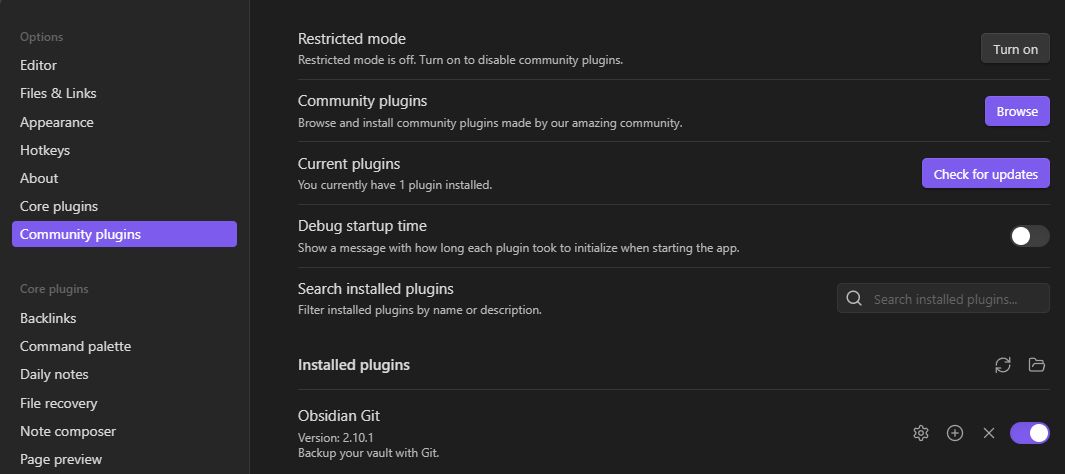 Options
Editor
Files & Links
Appearance
Hotkeys
About
Core plugins
Community plugins
Core plugins
Backlinks
Command palette
Daily notes
File recovery
Note composer
Page preview
Restricted mode
Restricted mode is off. Turn on to disable community plugins.
Turn on
Community plugins
Browse and install community plugins made by our amazing community.
Browse
Current plugins
You currently have 1 plugin installed.
Check for updates
Debug startup time
Show a message with how long each plugin took to initialize when starting the app.
Search installed plugins
Filter installed plugins by name or description.
Search installed plugins...
Installed plugins
Obsidian Git
Version: 2.10.1
Backup your vault with Git.